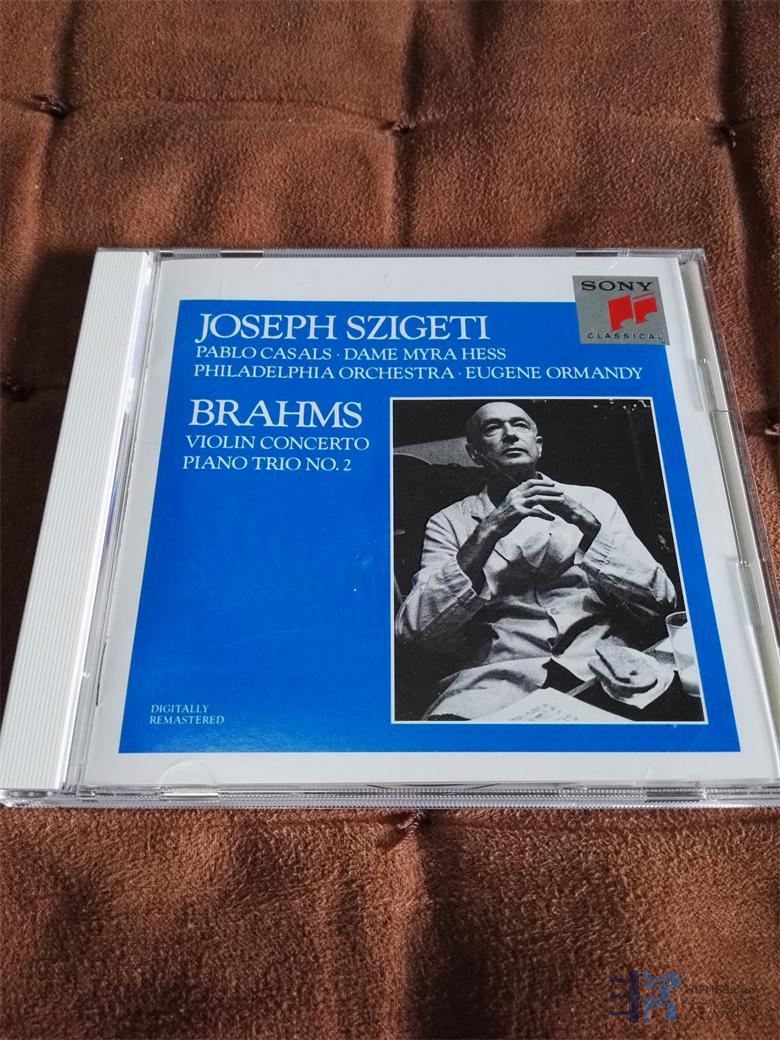 SONY
CLASSICAL
JOSEPH SZIGETI
PABLO CASALS · DAME MYRA HESS
PHILADELPHIA ORCHESTRA · EUGENE ORMANDY
BRAHMS
VIOLIN CONCERTO
PIANO TRIO NO. 2
DIGITALLY
REMASTERED